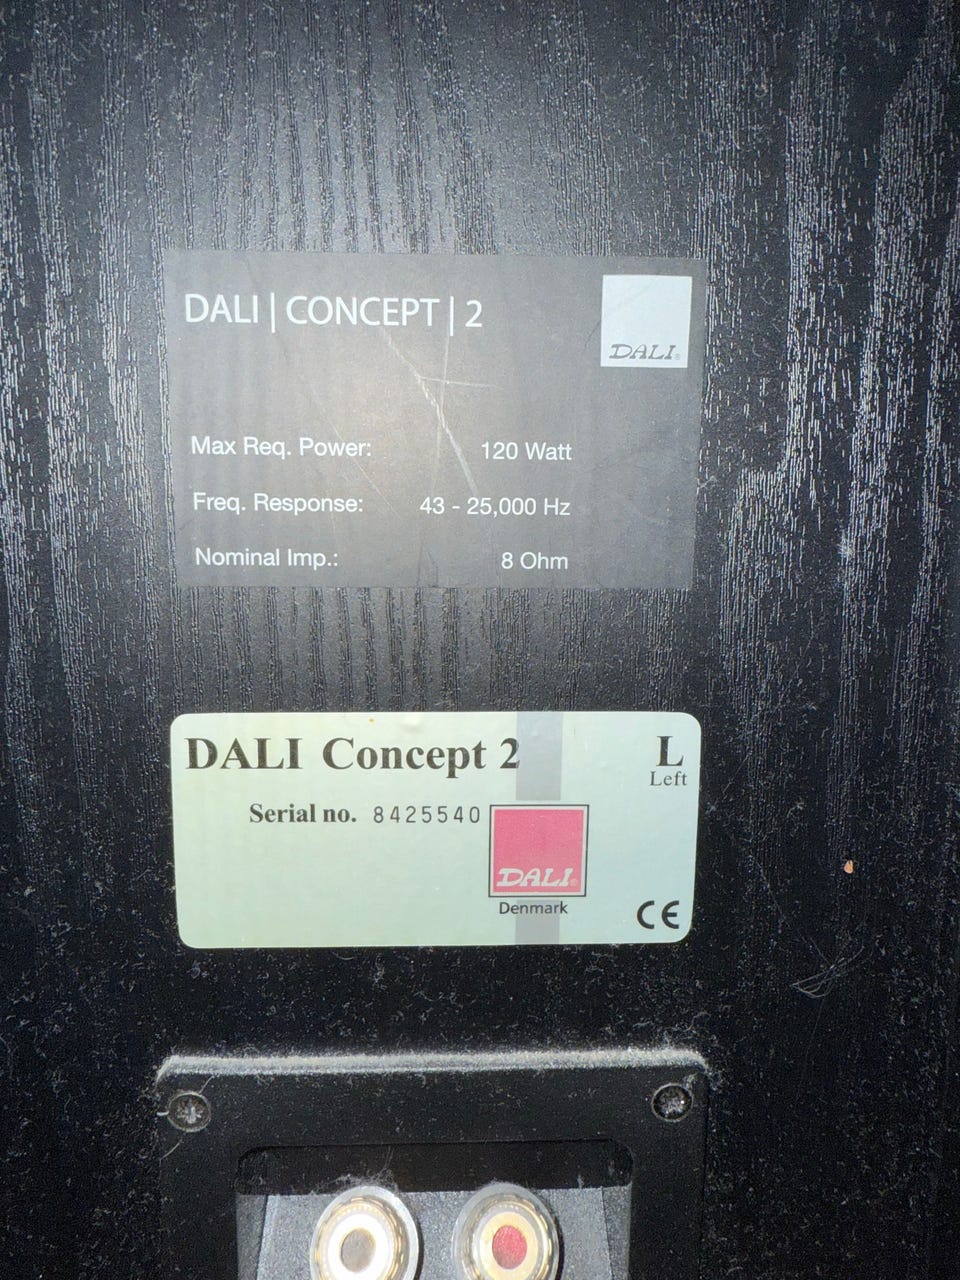 DALI | CONCEPT | 2
DALI®
Max Req. Power: 120 Watt
Freq. Response: 43 - 25,000 Hz
Nominal Imp.: 8 Ohm
DALI Concept 2 L
Left
Serial no. 8425540
DALI®
Denmark
CE